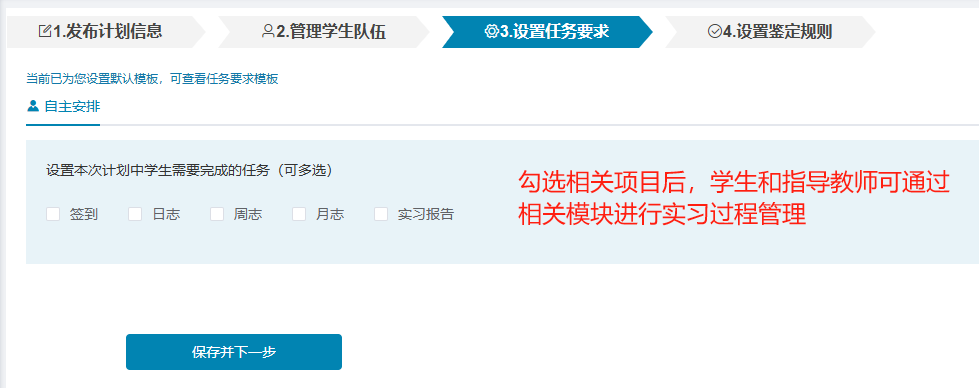 1.发布计划信息
2.管理学生队伍
3.设置任务要求
4.设置鉴定规则
当前已为您设置默认模板，可查看任务要求模板
自主安排
设置本次计划中学生需要完成的任务（可多选）
签到
日志
周志
月志
实习报告
勾选相关项目后，学生和指导教师可通过
相关模块进行实习过程管理
保存并下一步